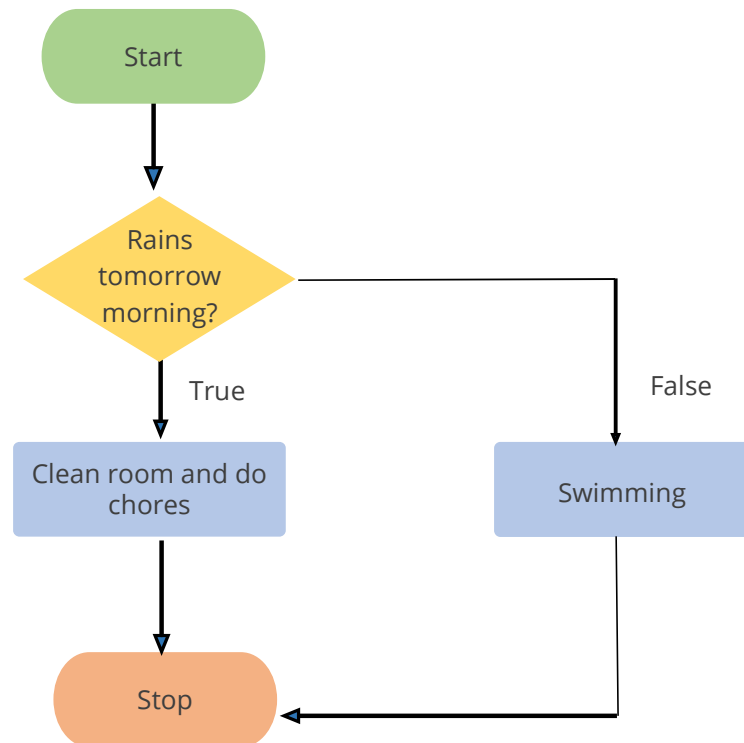 Start
Rains
tomorrow
morning?
True
False
Clean room and do
chores
Swimming
Stop